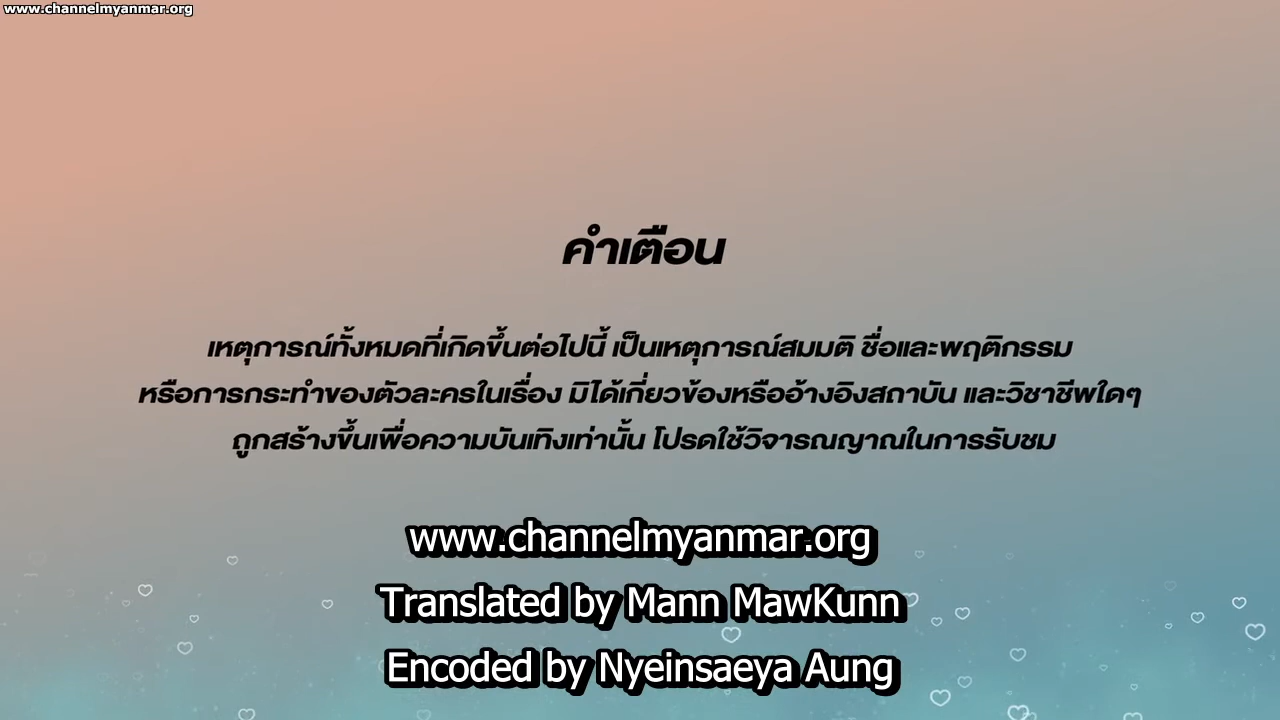 www.channelmyanmar.org
คำเตือน
เหตุการณ์ทั้งหมดที่เกิดขึ้นต่อไปนี้ เป็นเหตุการณ์สมมติ ชื่อและพฤติกรรม
หรือการกระทำของตัวละครในเรื่อง มิได้เกี่ยวข้องหรืออ้างอิงสถาบัน และวิชาชีพใดๆ
ถูกสร้างขึ้นเพื่อความบันเทิงเท่านั้น โปรดใช้วิจารณญาณในการรับชม
www.channelmyanmar.org
Translated by Mann MawKunn
Encoded by Nyeinsaeya Aung